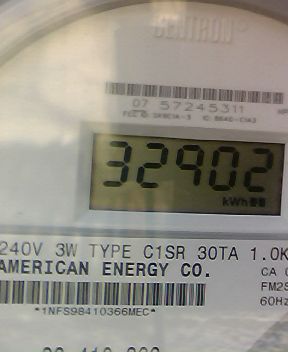 CENTRON®
07 57245311
32902
kWh
240V 3W TYPE C1SR 30TA 1.0K
AMERICAN ENERGY CO.
CA
FM2S
60Hz
*1NFS98410366MEC*